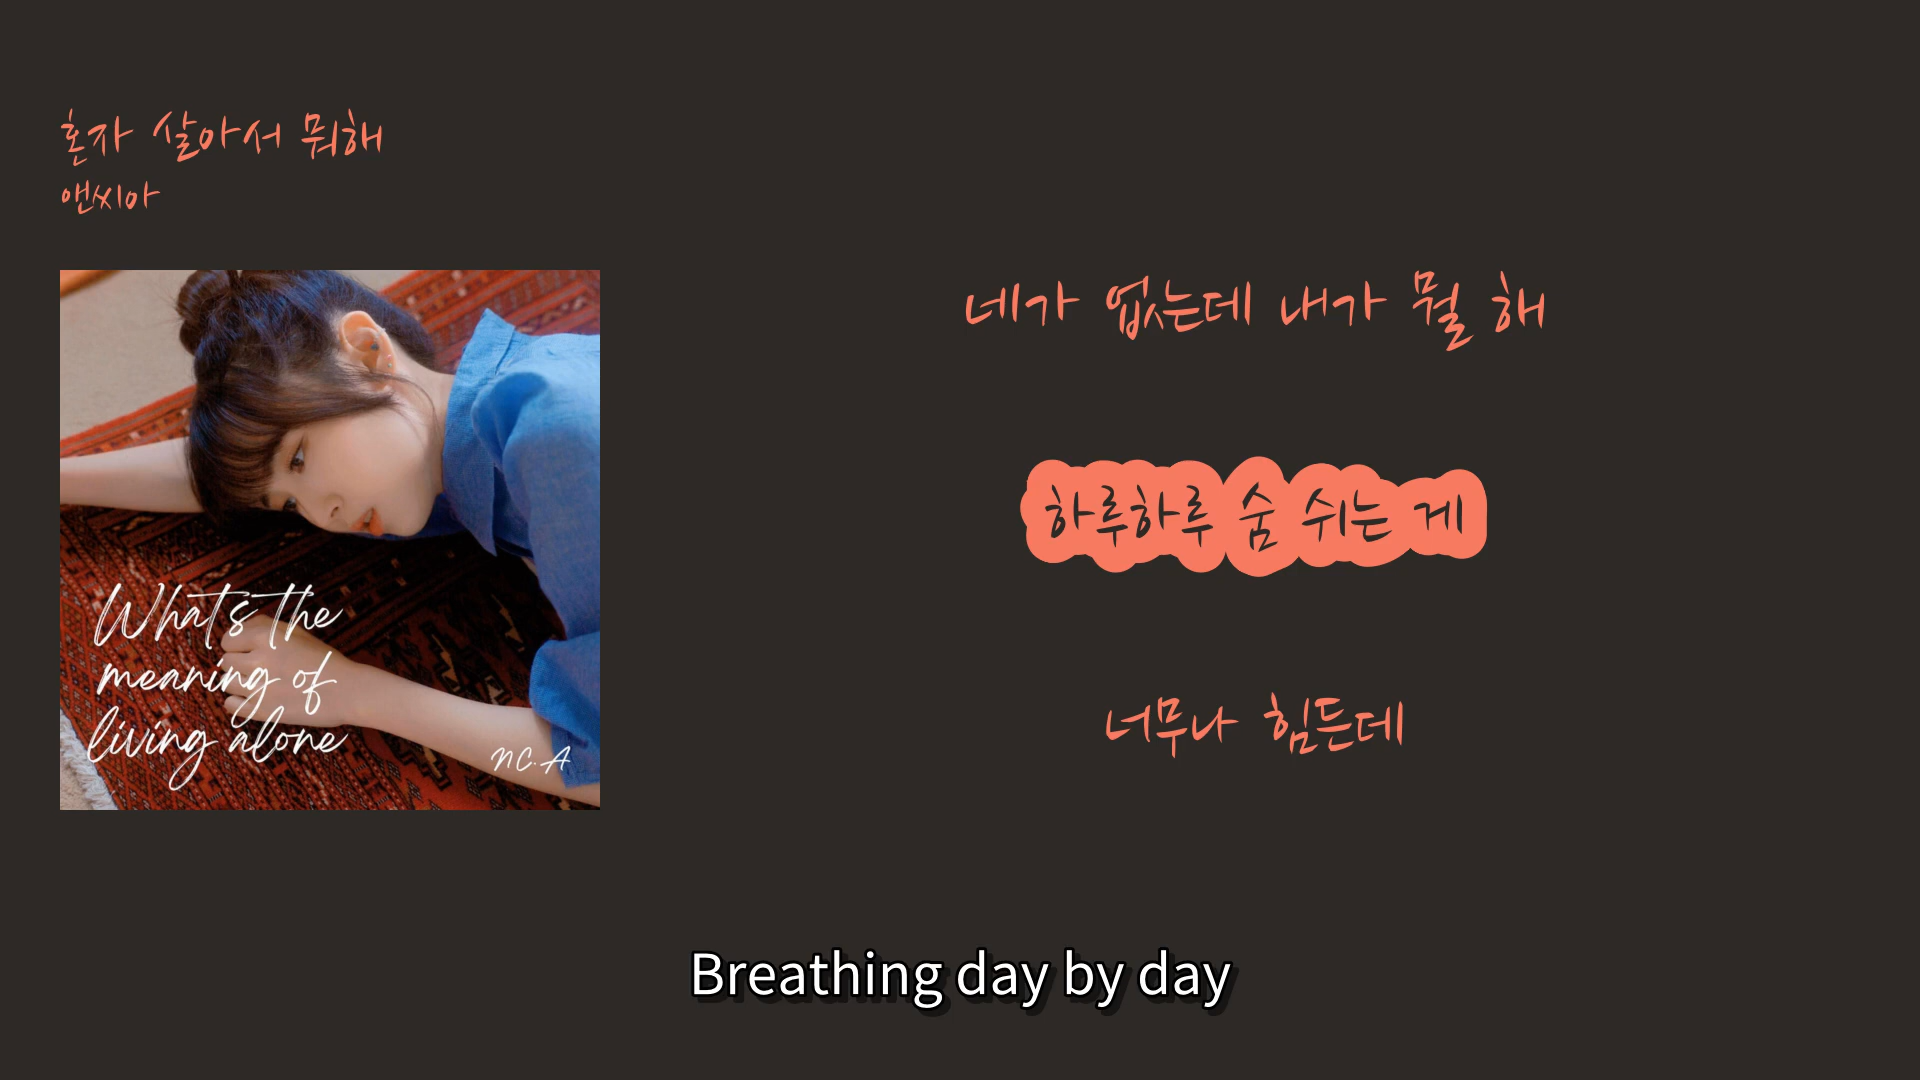 혼자 살아서 뭐해
앤씨아
What's the
meaning of
living alone
NC.A
네가 없는데 내가 뭘 해
하루하루 숨 쉬는 게
너무나 힘든데
Breathing day by day